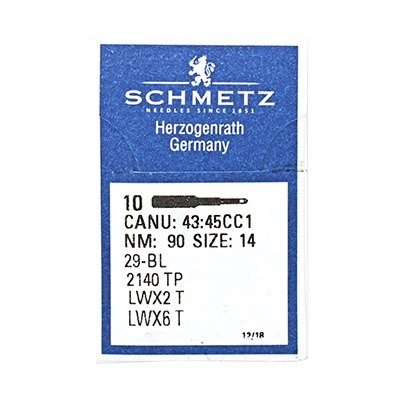 SCHMETZ
NEEDLES SINCE 1851
Herzogenrath
Germany
10
CANU: 43:45CC1
NM: 90 SIZE: 14
29-BL
2140 TP
LWX2 T
LWX6 T
12/18